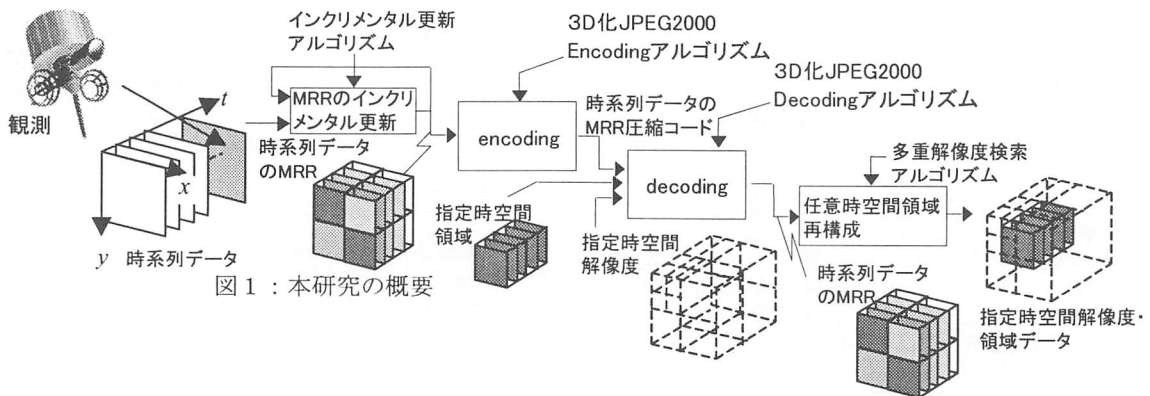 インクリメンタル更新
アルゴリズム
3D化JPEG2000
Encodingアルゴリズム
3D化JPEG2000
Decodingアルゴリズム
観測
t
x
y
時系列データ
MRRのインクリ
メンタル更新
時系列データ
のMRR
encoding
時系列データの
MRR圧縮コード
指定時空間
領域
decoding
指定時空間
解像度
多重解像度検索
アルゴリズム
任意時空間領域
再構成
時系列データ
のMRR
指定時空間解像度・
領域データ
図1:本研究の概要